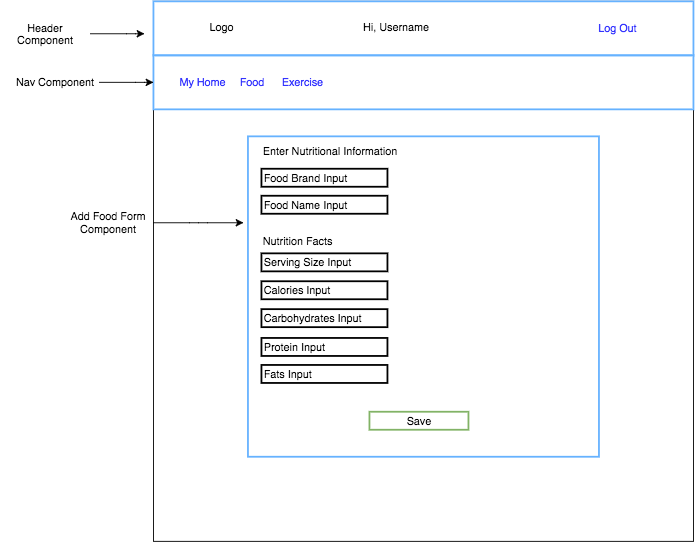 Header
Component
Logo
Hi, Username
Log Out
Nav Component
My Home
Food
Exercise
Enter Nutritional Information
Food Brand Input
Food Name Input
Add Food Form
Component
Nutrition Facts
Serving Size Input
Calories Input
Carbohydrates Input
Protein Input
Fats Input
Save